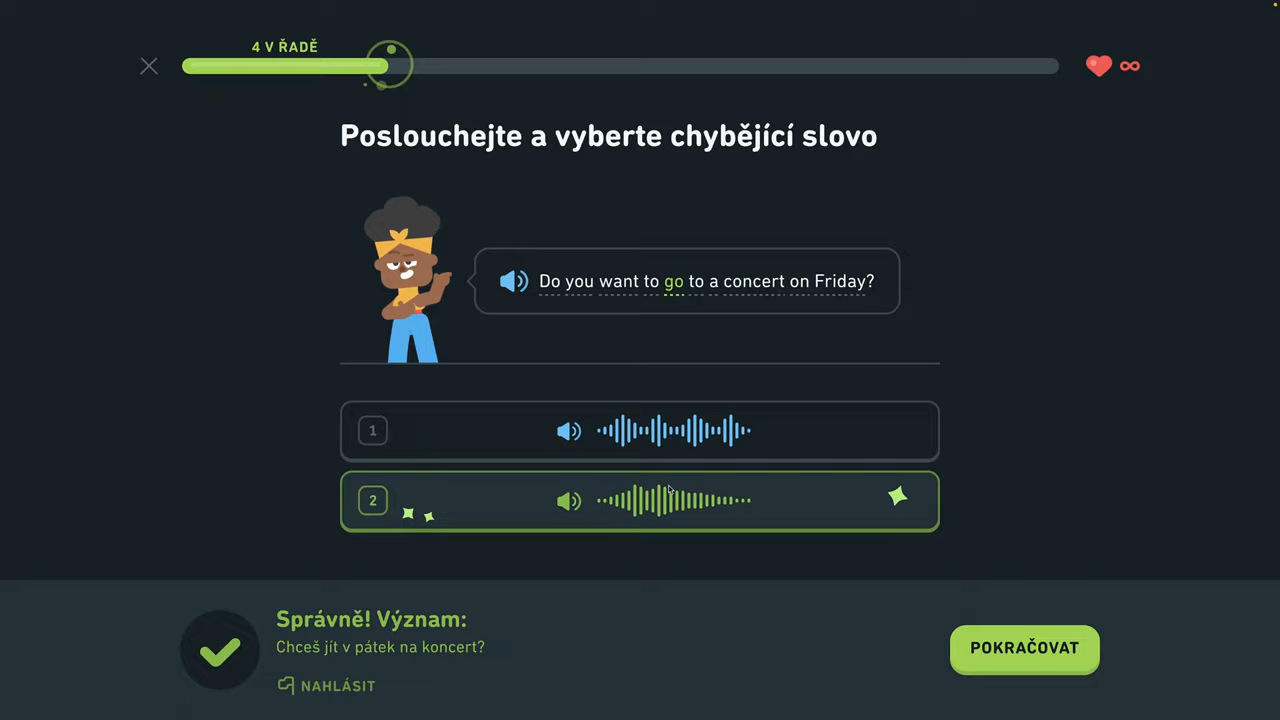 4 V ŘADĚ
Poslouchejte a vyberte chybějící slovo
Do you want to go to a concert on Friday?
1
2
Správně! Význam:
Chceš jít v pátek na koncert?
NAHLÁSIT
POKRAČOVAT